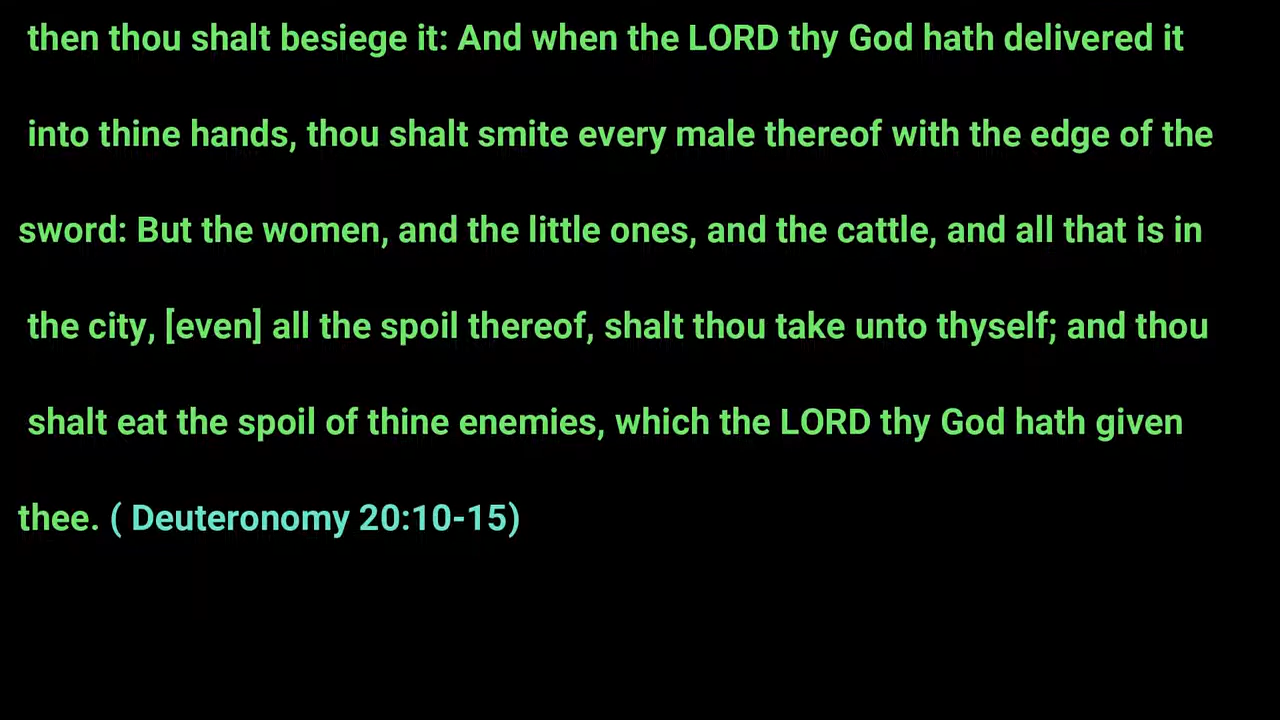 then thou shalt besiege it: And when the LORD thy God hath delivered it
into thine hands, thou shalt smite every male thereof with the edge of the
sword: But the women, and the little ones, and the cattle, and all that is in
the city, [even] all the spoil thereof, shalt thou take unto thyself; and thou
shalt eat the spoil of thine enemies, which the LORD thy God hath given
thee. ( Deuteronomy 20:10-15)